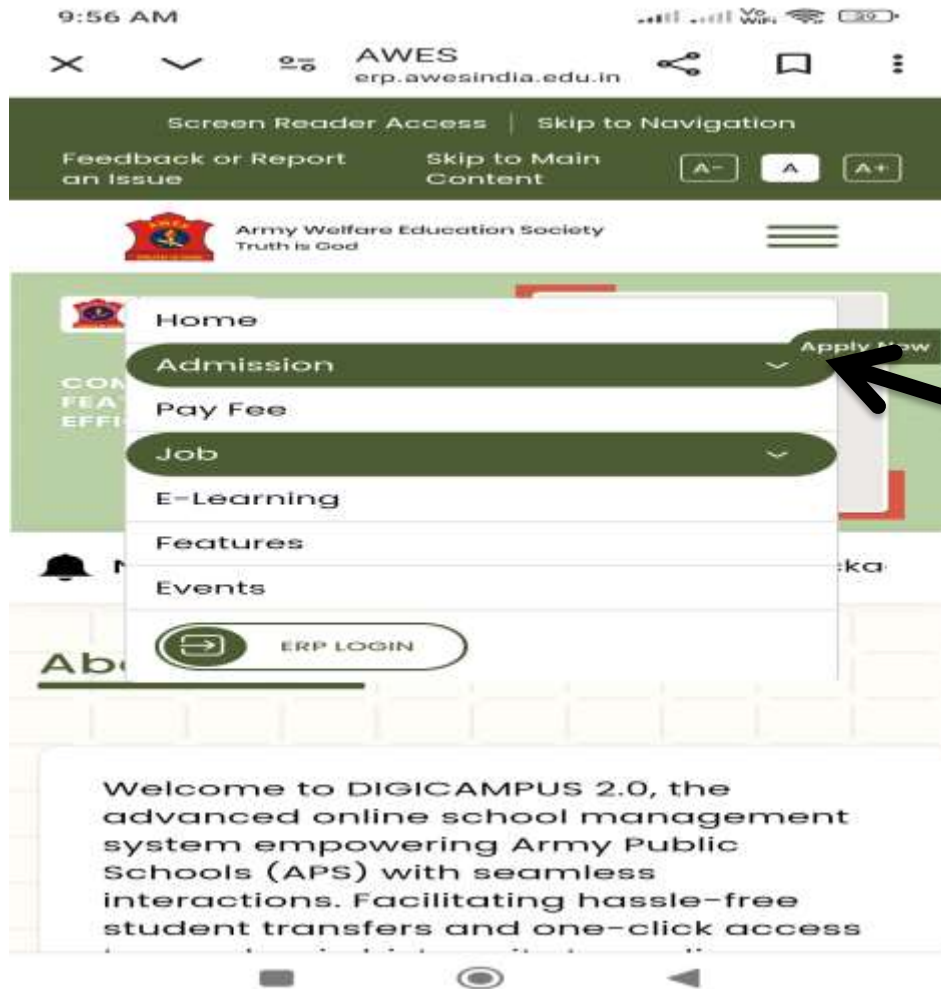 9:56 AM
Vo
WiFi
39
AWES
erp.awesindia.edu.in
Screen Reader Access | Skip to Navigation
Feedback or Report an Issue
Skip to Main Content
A-
A
A+
Army Welfare Education Society
Truth is God
Home
Apply Now
Admission
Pay Fee
Job
E-Learning
Features
Events
ERP LOGIN
Welcome to DIGICAMPUS 2.0, the
advanced online school management
system empowering Army Public
Schools (APS) with seamless
interactions. Facilitating hassle-free
student transfers and one-click access